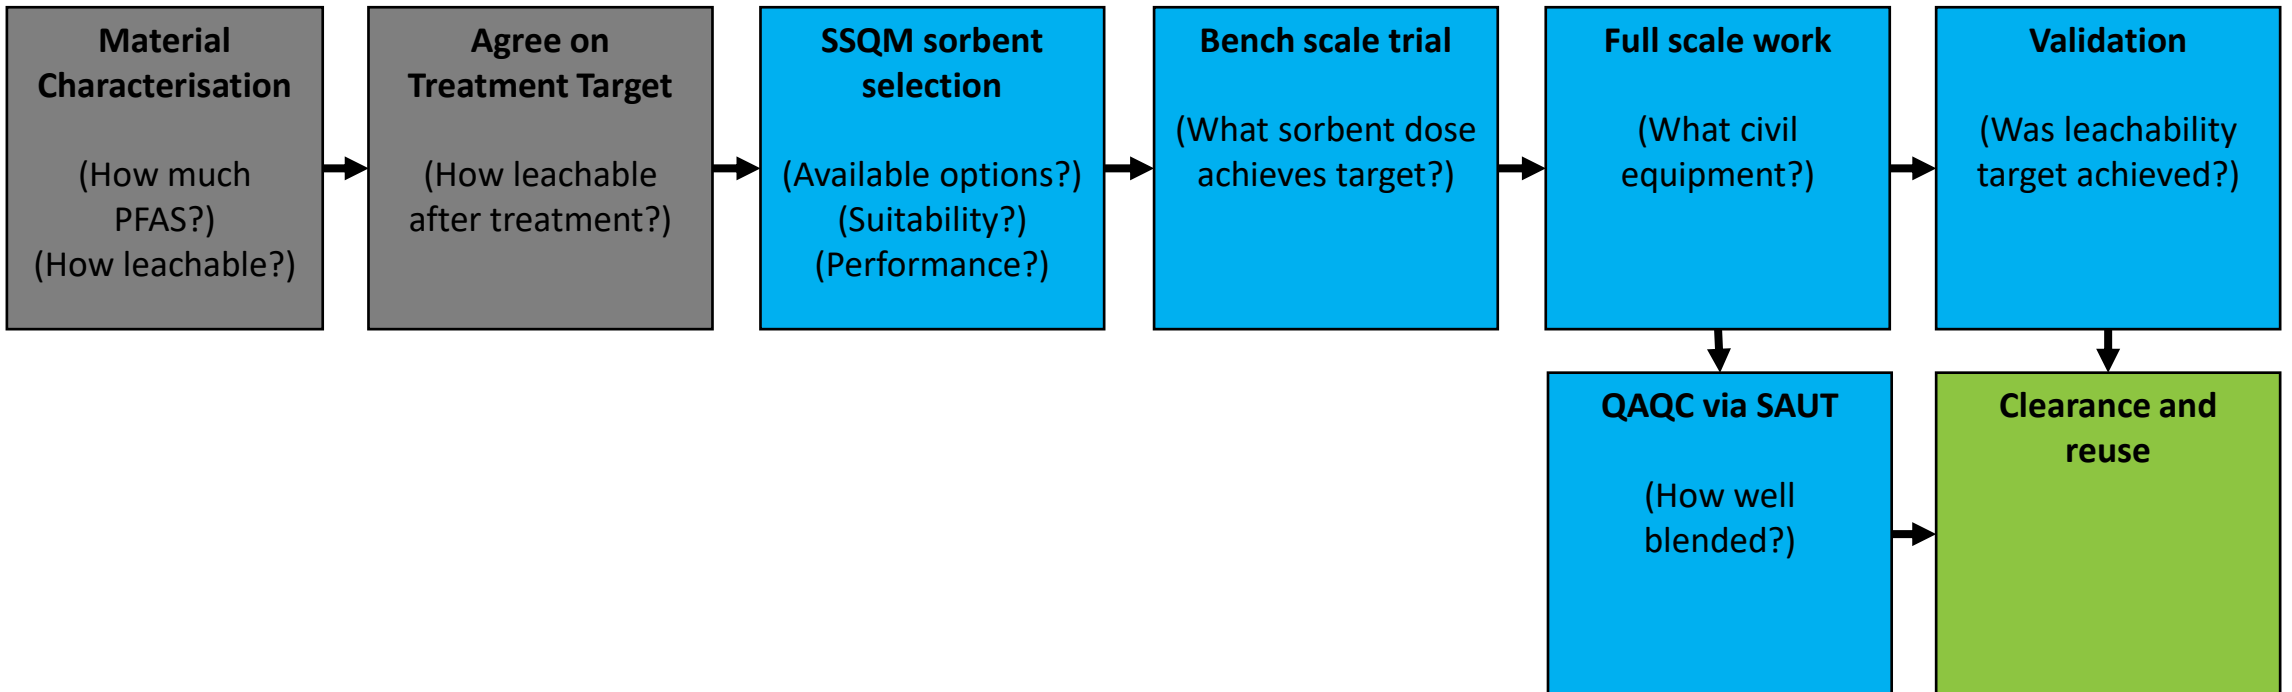 Material
Characterisation
(How much
PFAS?)
(How leachable?)
Agree on
Treatment Target
(How leachable
after treatment?)
SSQM sorbent
selection
(Available options?)
(Suitability?)
(Performance?)
Bench scale trial
(What sorbent dose
achieves target?)
Full scale work
(What civil
equipment?)
Validation
(Was leachability
target achieved?)
QAQC via SAUT
(How well
blended?)
Clearance and
reuse